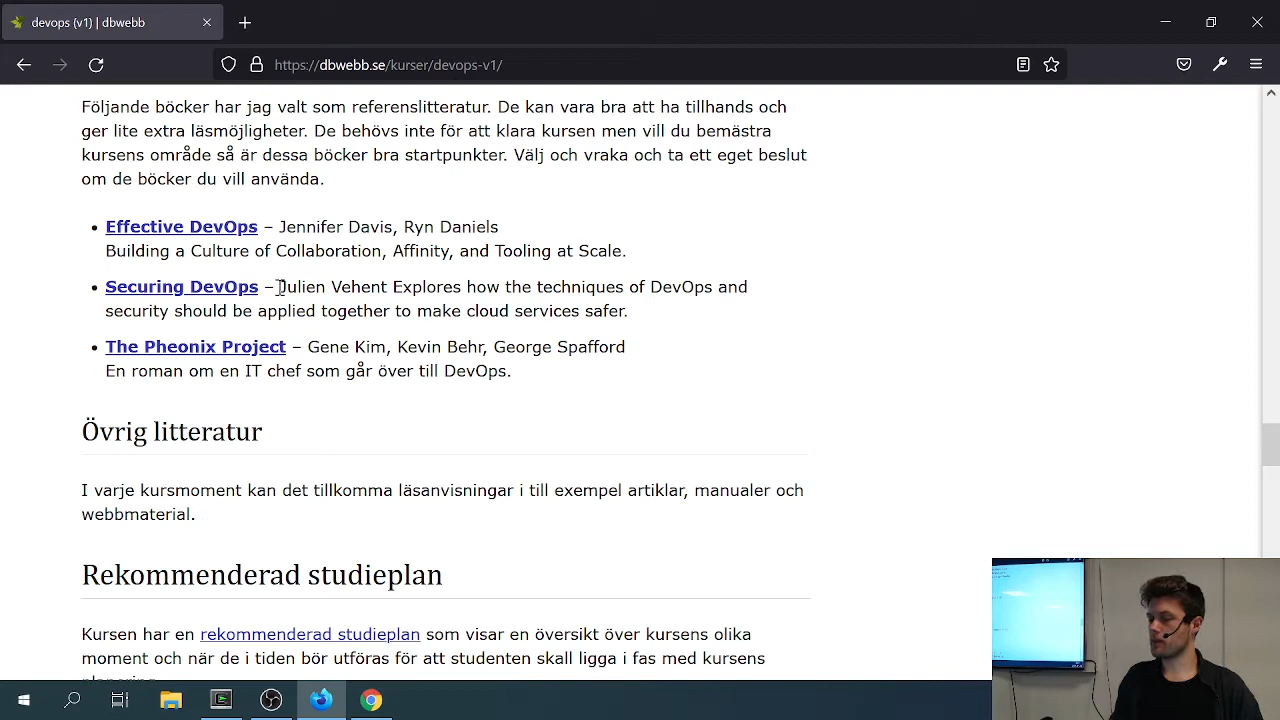 devops (v1) | dbwebb
https://dbwebb.se/kurser/devops-v1/
Följande böcker har jag valt som referenslitteratur. De kan vara bra att ha tillhands och
ger lite extra läsmöjligheter. De behövs inte för att klara kursen men vill du bemästra
kursens område så är dessa böcker bra startpunkter. Välj och vraka och ta ett eget beslut
om de böcker du vill använda.
• Effective DevOps – Jennifer Davis, Ryn Daniels
Building a Culture of Collaboration, Affinity, and Tooling at Scale.
• Securing DevOps – Julien Vehent Explores how the techniques of DevOps and
security should be applied together to make cloud services safer.
• The Pheonix Project – Gene Kim, Kevin Behr, George Spafford
En roman om en IT chef som går över till DevOps.
Övrig litteratur
I varje kursmoment kan det tillkomma läsanvisningar i till exempel artiklar, manualer och
webbmaterial.
Rekommenderad studieplan
Kursen har en rekommenderad studieplan som visar en översikt över kursens olika
moment och när de i tiden bör utföras för att studenten skall ligga i fas med kursens